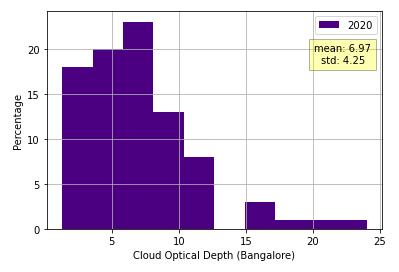 2020
mean: 6.97
std: 4.25
20
15
10
5
0
Percentage
5
10
15
20
25
Cloud Optical Depth (Bangalore)